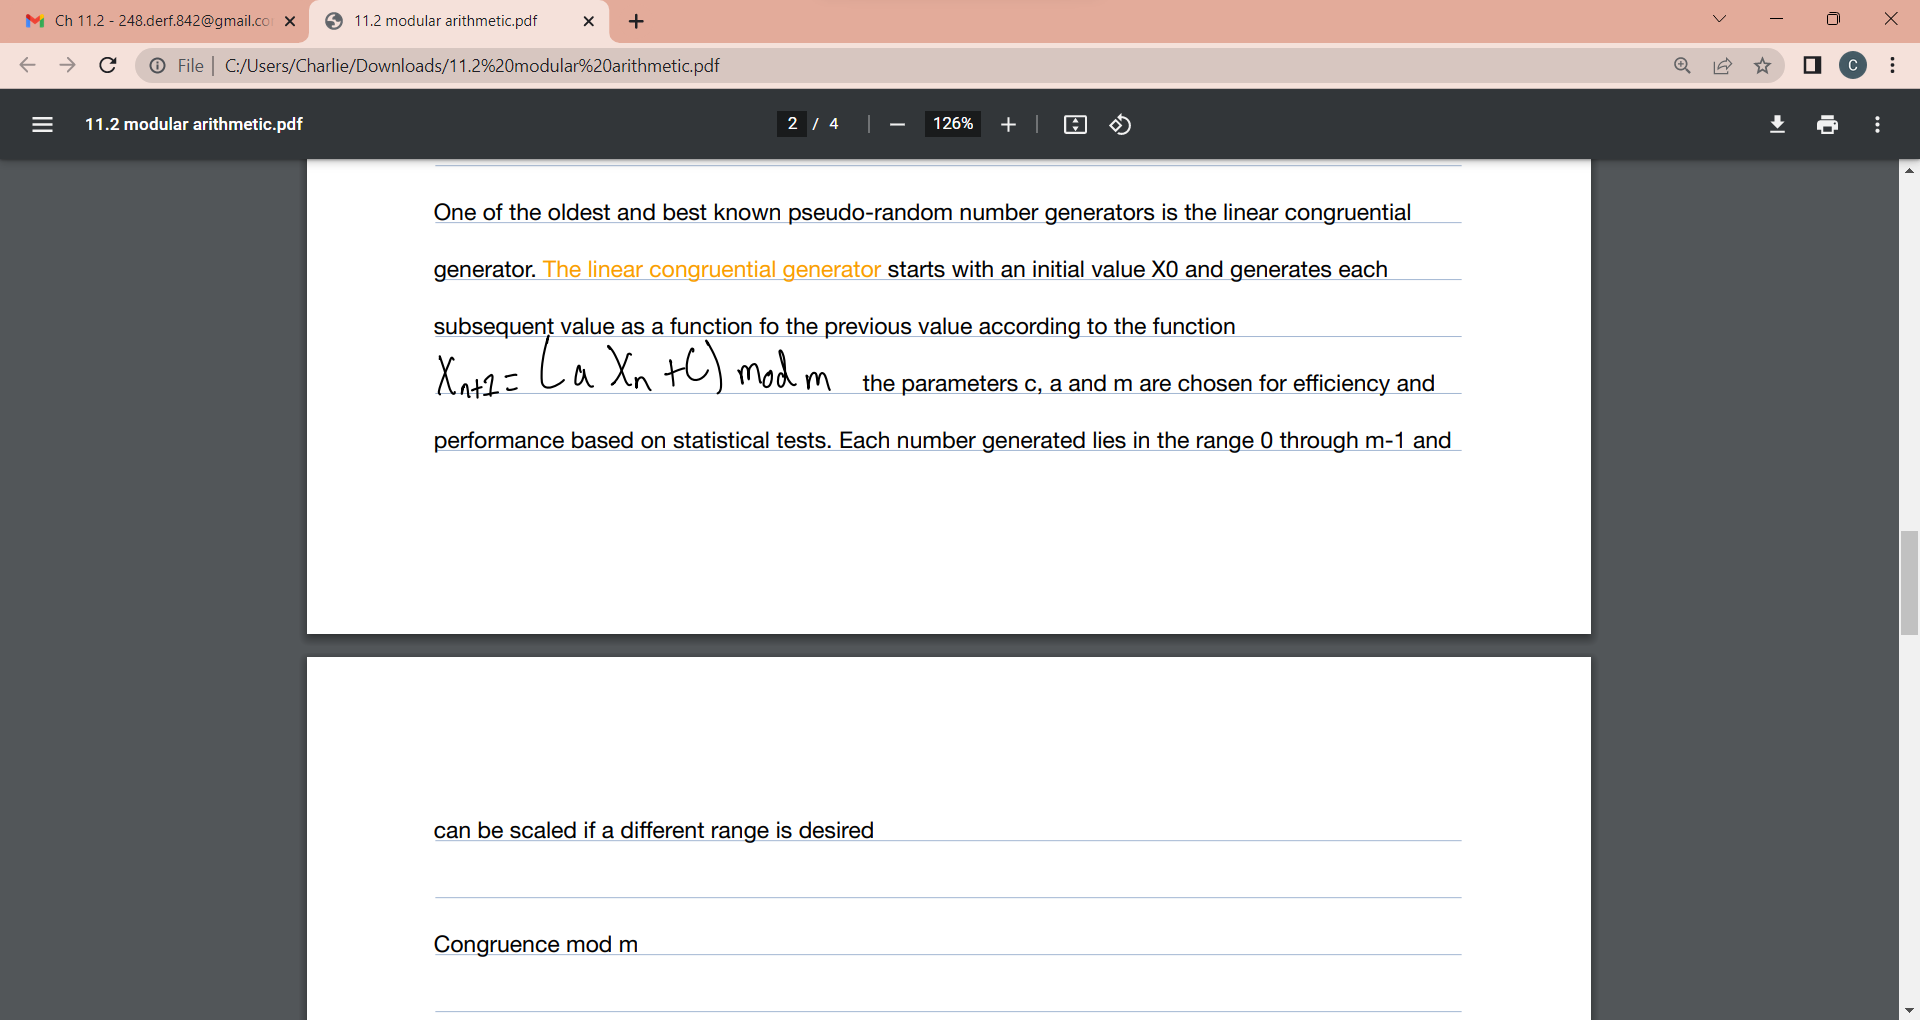 Ch 11.2 - 248.derf.842@gmail.co
11.2 modular arithmetic.pdf
File | C:/Users/Charlie/Downloads/11.2%20modular%20arithmetic.pdf
C
11.2 modular arithmetic.pdf
2 / 4
126%
One of the oldest and best known pseudo-random number generators is the linear congruential
generator. The linear congruential generator starts with an initial value X0 and generates each
subsequent value as a function fo the previous value according to the function
Xn+1 = (a Xn + C) mod m the parameters c, a and m are chosen for efficiency and
performance based on statistical tests. Each number generated lies in the range 0 through m-1 and
can be scaled if a different range is desired
Congruence mod m